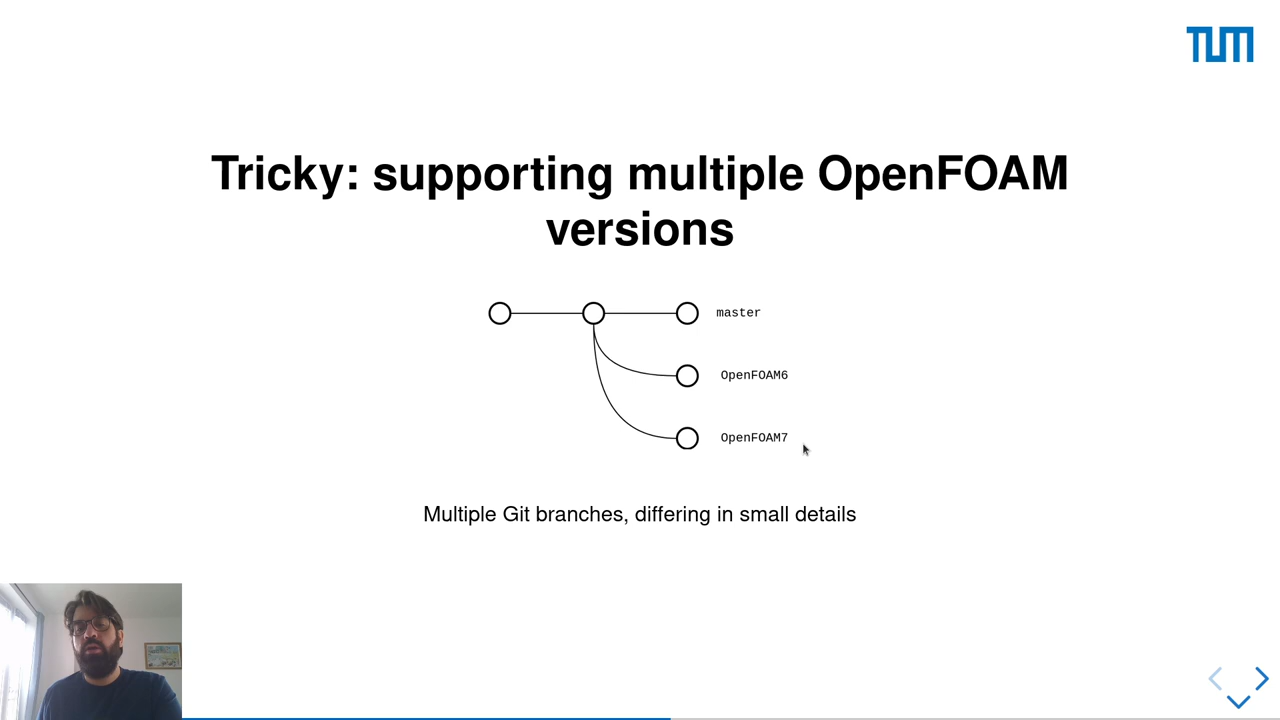 TUM
Tricky: supporting multiple OpenFOAM
versions
master
OpenFOAM6
OpenFOAM7
Multiple Git branches, differing in small details